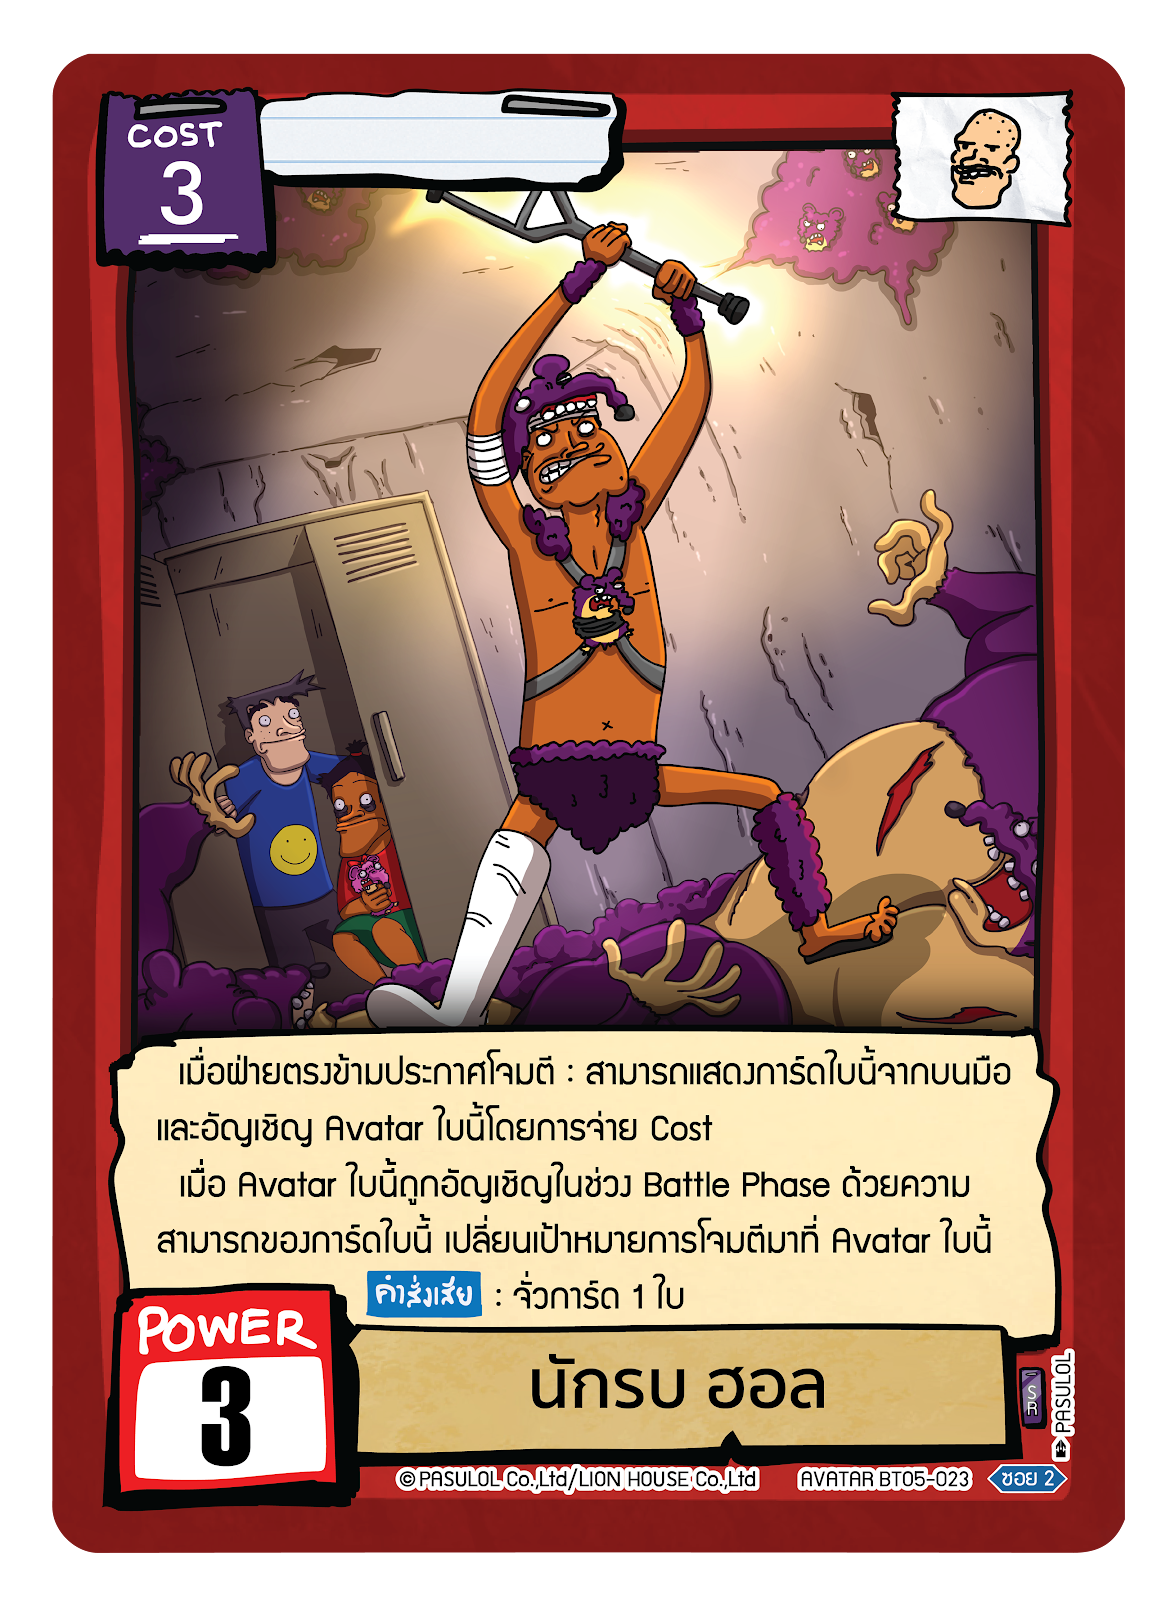 COST
3
เมื่อฝ่ายตรงข้ามประกาศโจมตี : สามารถแสดงการ์ดใบนี้จากบนมือ
และอัญเชิญ Avatar ใบนี้โดยการจ่าย Cost
เมื่อ Avatar ใบนี้ถูกอัญเชิญในช่วง Battle Phase ด้วยความ
สามารถของการ์ดใบนี้ เปลี่ยนเป้าหมายการโจมตีมาที่ Avatar ใบนี้
คำสั่งเสีย : จั่วการ์ด 1 ใบ
POWER
3
นักรบ ฮอล
SR
PASULOL
© PASULOL Co.,Ltd/LION HOUSE Co.,Ltd
AVATAR BT05-023
ซอย 2